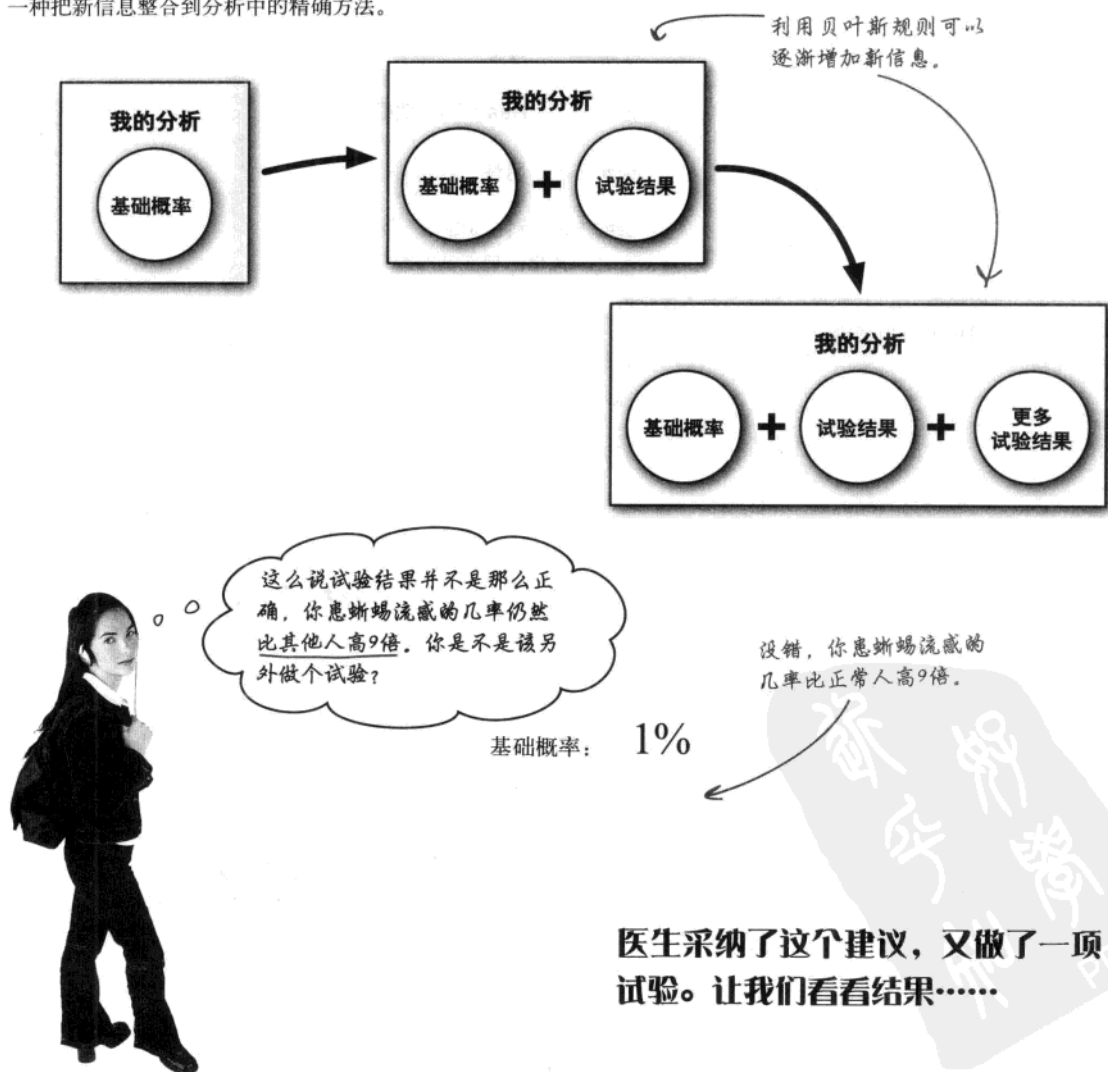 一种把新信息整合到分析中的精确方法。
利用贝叶斯规则可以
逐渐增加新信息。
我的分析
基础概率
我的分析
基础概率
+
试验结果
我的分析
基础概率
+
试验结果
+
更多
试验结果
这么说试验结果并不是那么正
确，你患蜥蜴流感的几率仍然
比其他人高9倍。你是不是该另
外做个试验？
没错，你患蜥蜴流感的
几率比正常人高9倍。
基础概率： 1%
医生采纳了这个建议，又做了一项
试验。让我们看看结果……